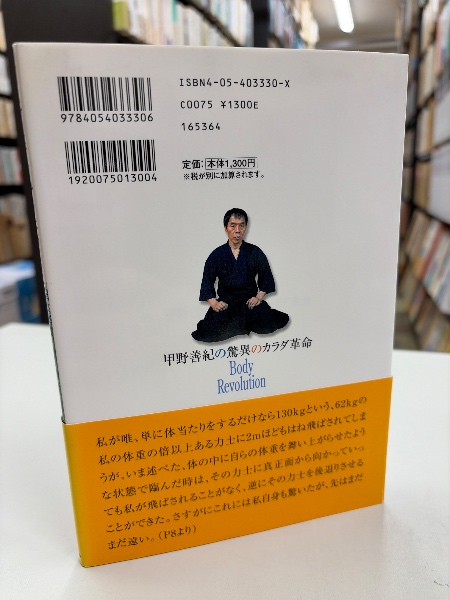 ISBN4-05-403330-X
C0075 ¥1300E
165364
9784054033306
1920075013004
定価：本体1,300円
※税が別に加算されます。
甲野善紀の驚異のカラダ革命
Body
Revolution
私が唯、単に体当たりをするだけなら130kgという、62kgの
私の体重の倍以上ある力士に2mほどもはね飛ばされてしま
うが、いま述べた、体の中に自らの体重を舞い上がらせたよう
な状態で臨んだ時は、その力士に真正面から向かっていっ
ても私が飛ばされることがなく、逆にその力士を後退りさせる
ことができた。さすがにこれには私自身も驚いたが、先はまだ
まだ遠い。（P8より）